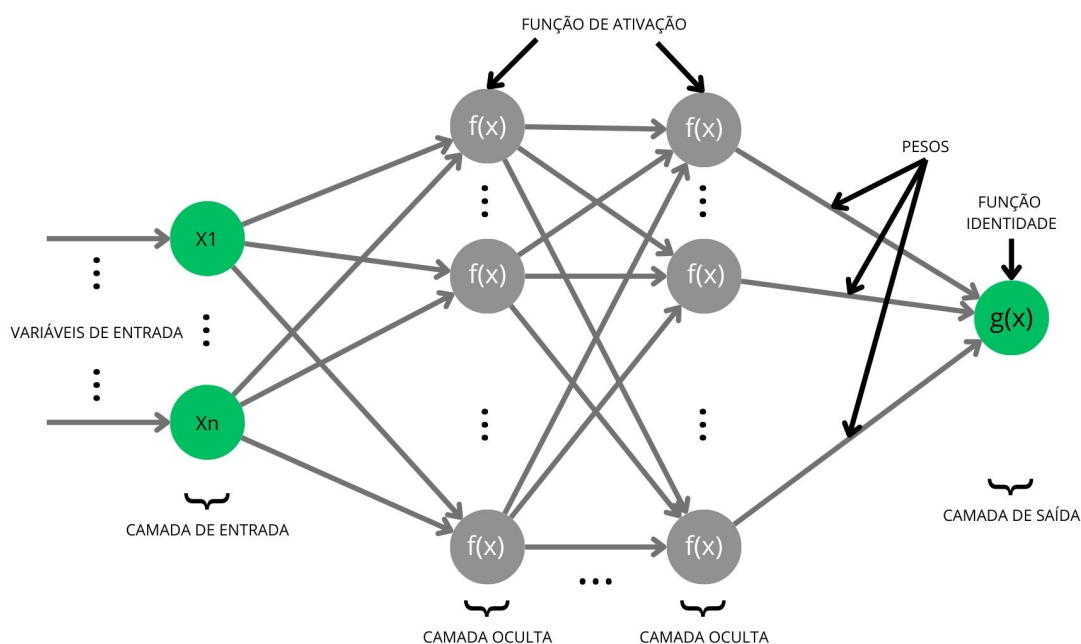 FUNÇÃO DE ATIVAÇÃO
f(x)
f(x)
PESOS
FUNÇÃO
IDENTIDADE
X1
f(x)
f(x)
g(x)
VARIÁVEIS DE ENTRADA
Xn
f(x)
f(x)
CAMADA DE ENTRADA
CAMADA DE SAÍDA
CAMADA OCULTA
CAMADA OCULTA